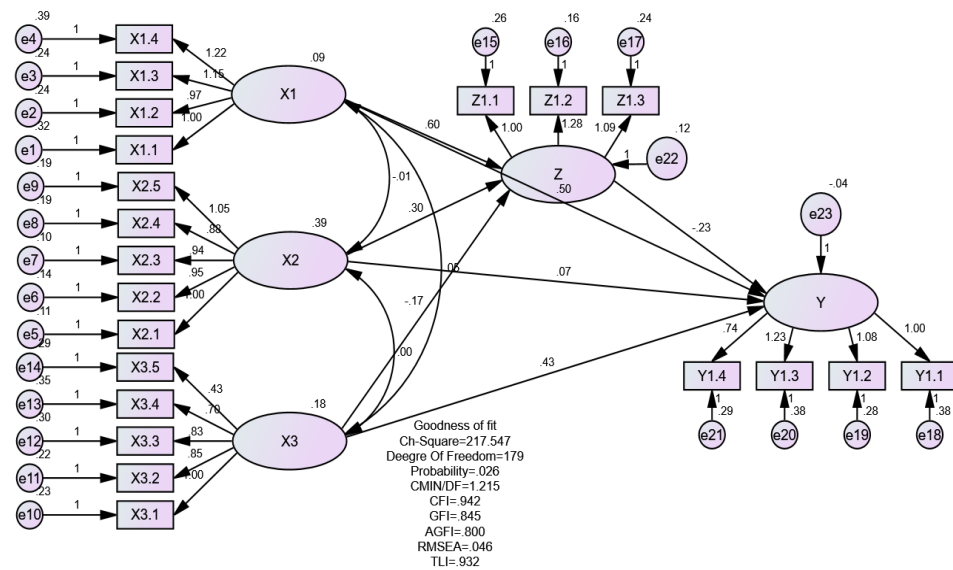 .39
e4 1 X1.4
.24
e3 1 X1.3
.24
e2 1 X1.2
.32
e1 1 X1.1
.19
e9 1 X2.5
.19
e8 1 X2.4
.10
e7 1 X2.3
.14
e6 1 X2.2
.11
e5 1 X2.1
.29
e14 1 X3.5
.35
e13 1 X3.4
.30
e12 1 X3.3
.22
e11 1 X3.2
.23
e10 1 X3.1
1.22
1.15
.97
1.00
.09
X1
1.05
.88
.94
.95
1.00
.39
X2
.43
.70
.83
.85
1.00
.18
X3
-.01
.05
.00
.60
.30
-.17
.50
.07
.43
-.23
.26 .16 .24
e15 e16 e17
1 1 1
Z1.1 Z1.2 Z1.3
1.00 1.28 1.09
Z
.12
1 e22
-.04
e23
1
Y
.74 1.23 1.08 1.00
Y1.4 Y1.3 Y1.2 Y1.1
1 1 1 1
.29 .38 .28 .38
e21 e20 e19 e18
Goodness of fit
Ch-Square=217.547
Deegre Of Freedom=179
Probability=.026
CMIN/DF=1.215
CFI=.942
GFI=.845
AGFI=.800
RMSEA=.046
TLI=.932